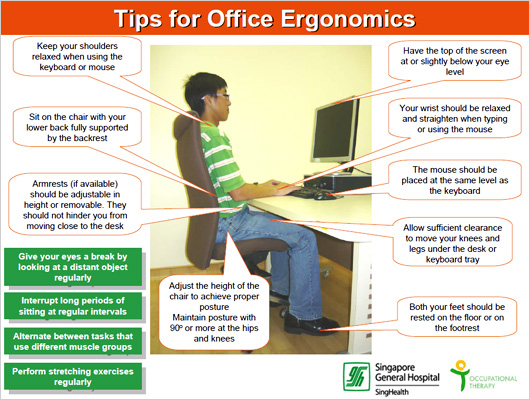 Tips for Office Ergonomics
Keep your shoulders
relaxed when using the
keyboard or mouse
Sit on the chair with your
lower back fully supported
by the backrest
Armrests (if available)
should be adjustable in
height or removable. They
should not hinder you from
moving close to the desk
Give your eyes a break by
looking at a distant object
regularly
Interrupt long periods of
sitting at regular intervals
Alternate between tasks that
use different muscle groups
Perform stretching exercises
regularly
Adjust the height of the
chair to achieve proper
posture
Maintain posture with
90º or more at the hips
and knees
Have the top of the screen
at or slightly below your eye
level
Your wrist should be relaxed
and straighten when typing
or using the mouse
The mouse should be
placed at the same level as
the keyboard
Allow sufficient clearance
to move your knees and
legs under the desk or
keyboard tray
Both your feet should be
rested on the floor or on
the footrest
Singapore
General Hospital
SingHealth
OCCUPATIONAL
THERAPY